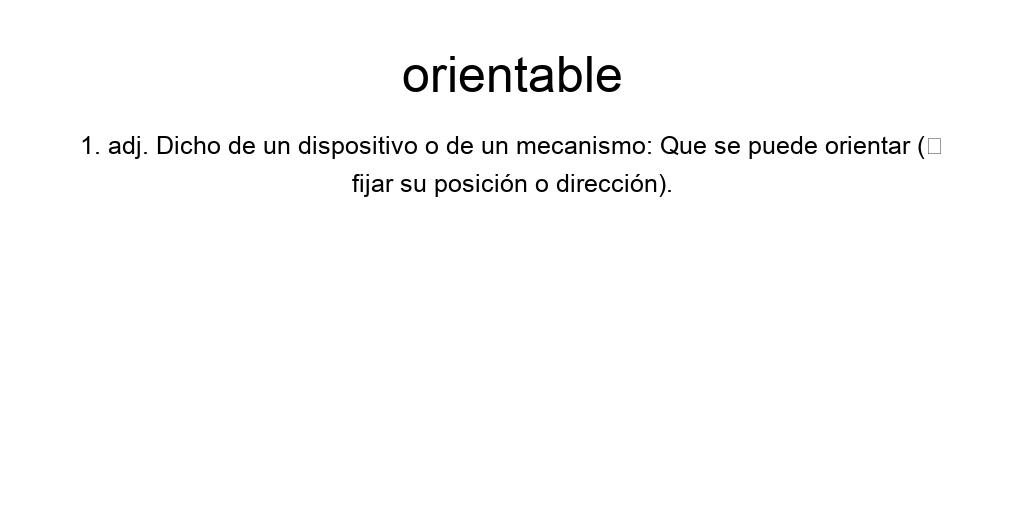 orientable
1. adj. Dicho de un dispositivo o de un mecanismo: Que se puede orientar (□
fijar su posición o dirección).